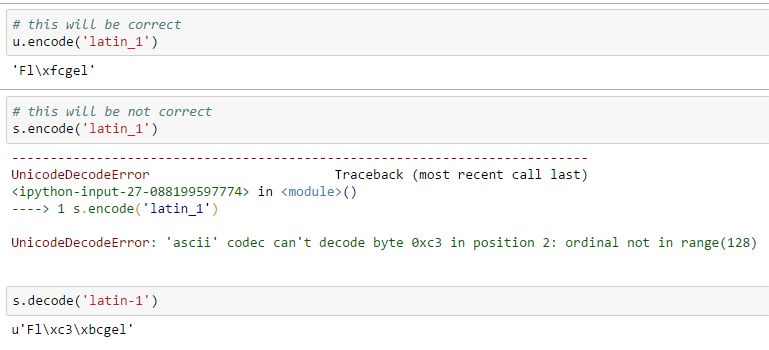 # this will be correct
u.encode('latin_1')
'Fl\xfcgel'
# this will be not correct
s.encode('latin_1')
---------------------------------------------------------------------------
UnicodeDecodeError                        Traceback (most recent call last)
<ipython-input-27-088199597774> in <module>()
----> 1 s.encode('latin_1')
UnicodeDecodeError: 'ascii' codec can't decode byte 0xc3 in position 2: ordinal not in range(128)
s.decode('latin-1')
u'Fl\xc3\xbcgel'